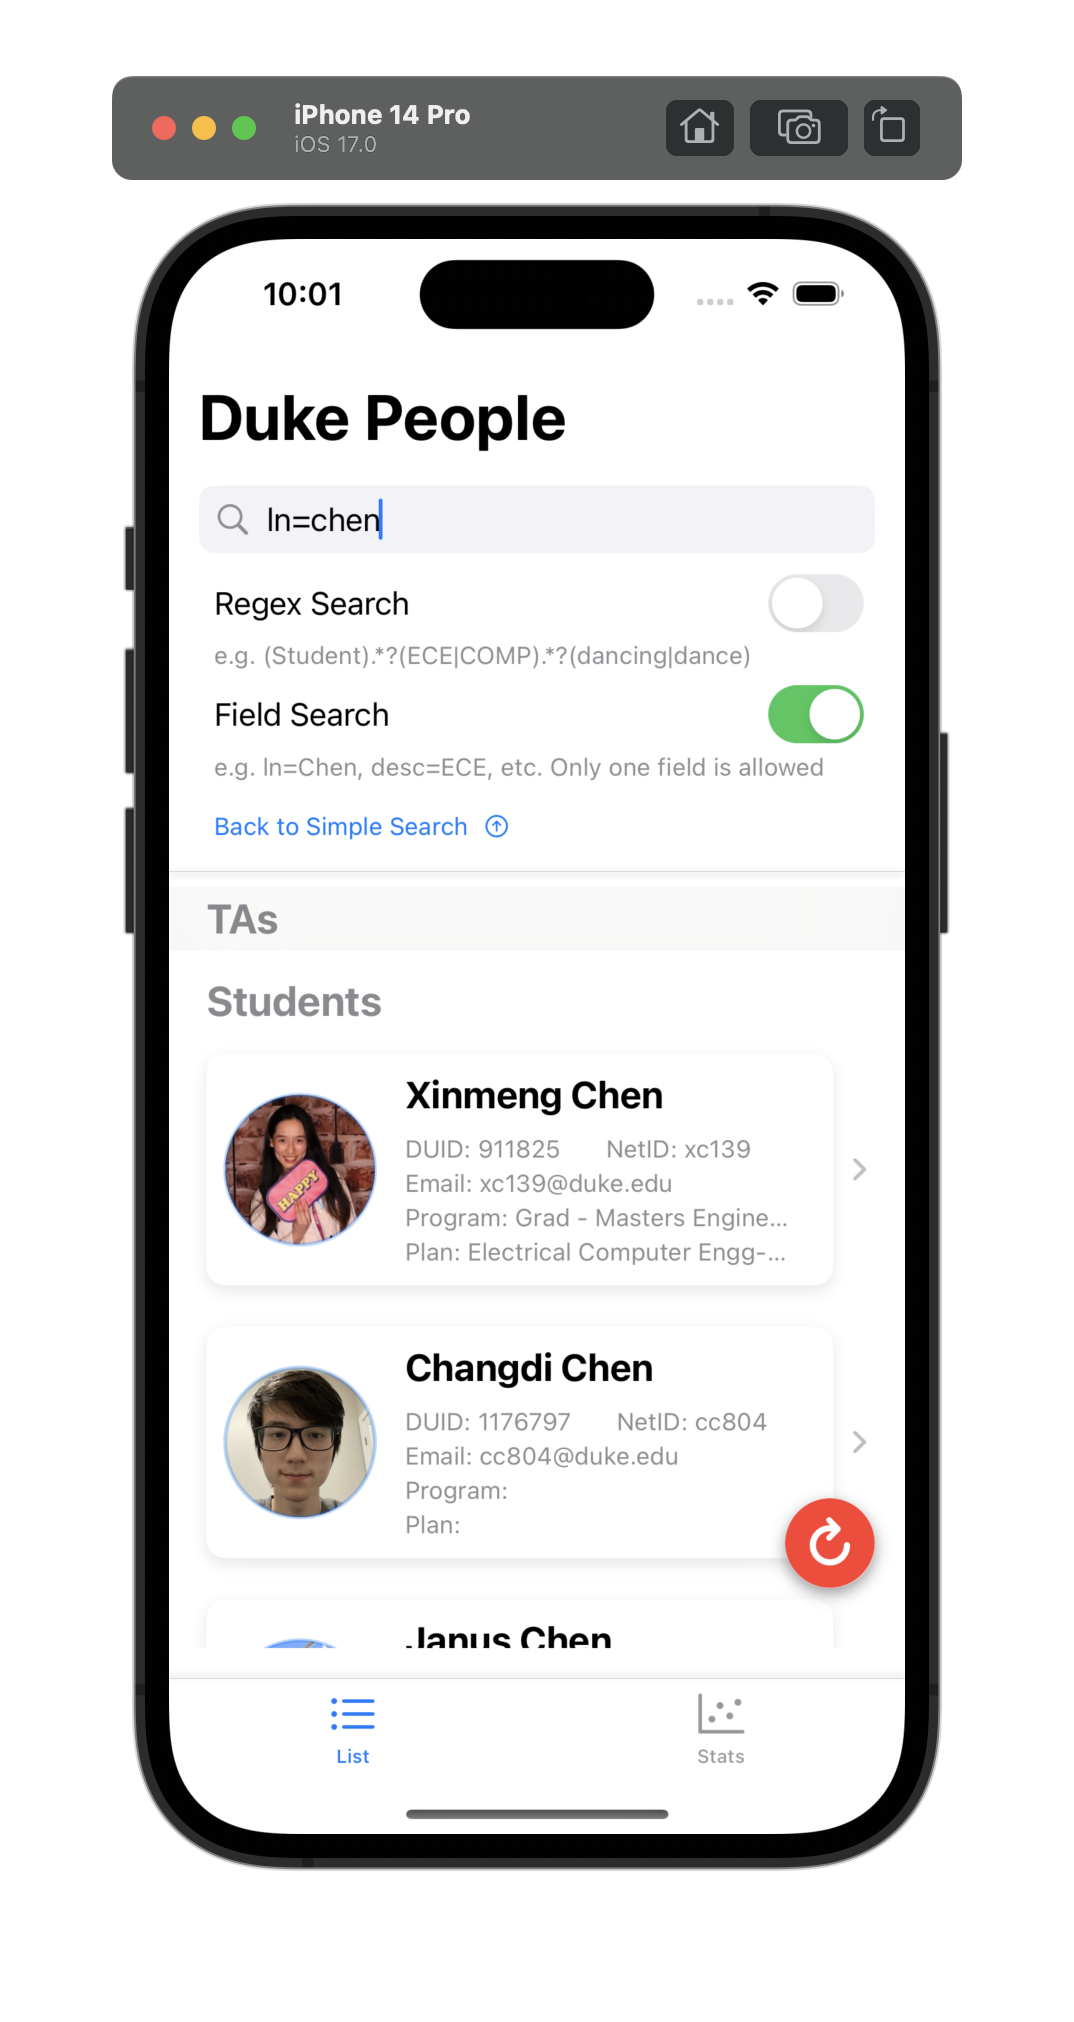 iPhone 14 Pro
iOS 17.0
10:01
Duke People
ln=chen
Regex Search
e.g. (Student).*?(ECE|COMP).*?(dancing|dance)
Field Search
e.g. ln=Chen, desc=ECE, etc. Only one field is allowed
Back to Simple Search
TAs
Students
Xinmeng Chen
DUID: 911825 NetID: xc139
Email: xc139@duke.edu
Program: Grad - Masters Engine...
Plan: Electrical Computer Engg-...
HAPPY
Changdi Chen
DUID: 1176797 NetID: cc804
Email: cc804@duke.edu
Program:
Plan:
Janus Chen
List
Stats